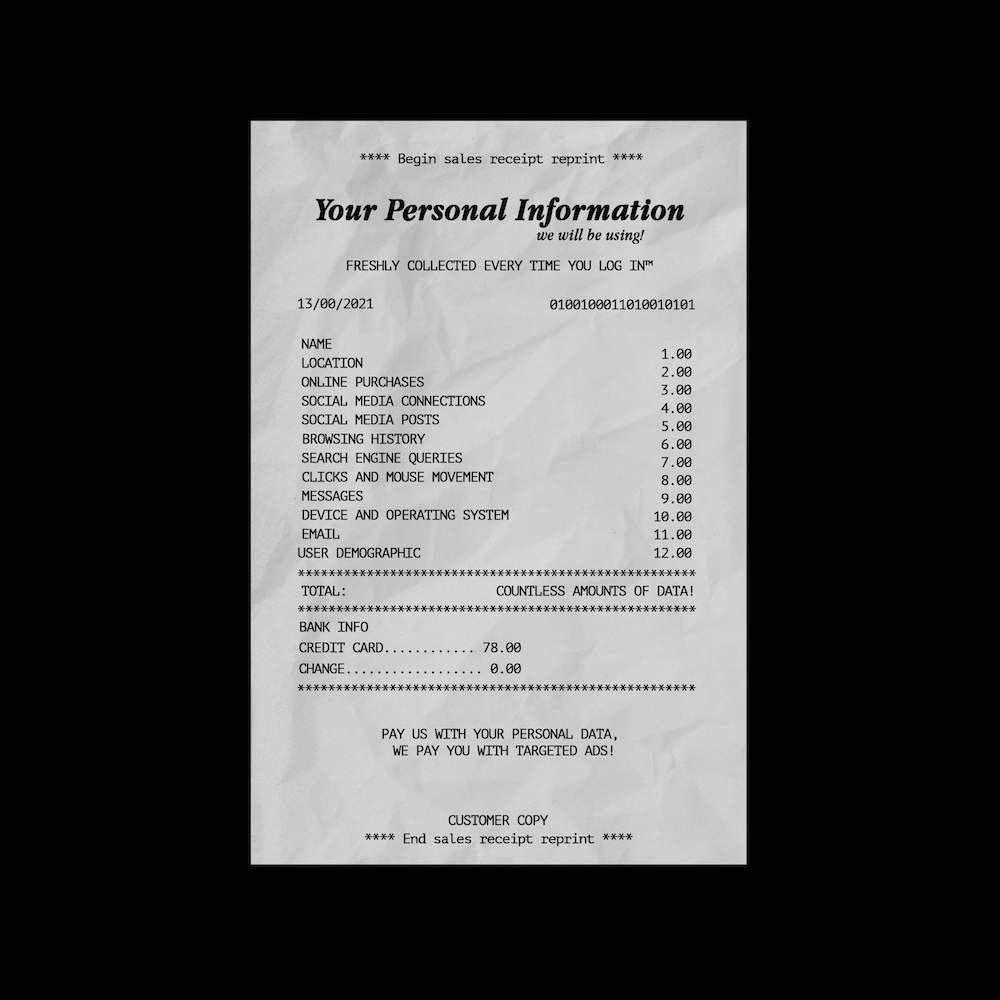 **** Begin sales receipt reprint ****
Your Personal Information
we will be using!
FRESHLY COLLECTED EVERY TIME YOU LOG IN™
13/00/2021 0100100011010010101
NAME 1.00
LOCATION 2.00
ONLINE PURCHASES 3.00
SOCIAL MEDIA CONNECTIONS 4.00
SOCIAL MEDIA POSTS 5.00
BROWSING HISTORY 6.00
SEARCH ENGINE QUERIES 7.00
CLICKS AND MOUSE MOVEMENT 8.00
MESSAGES 9.00
DEVICE AND OPERATING SYSTEM 10.00
EMAIL 11.00
USER DEMOGRAPHIC 12.00
****************************************************
TOTAL: COUNTLESS AMOUNTS OF DATA!
****************************************************
BANK INFO
CREDIT CARD............ 78.00
CHANGE.................. 0.00
****************************************************
PAY US WITH YOUR PERSONAL DATA,
WE PAY YOU WITH TARGETED ADS!
CUSTOMER COPY
**** End sales receipt reprint ****